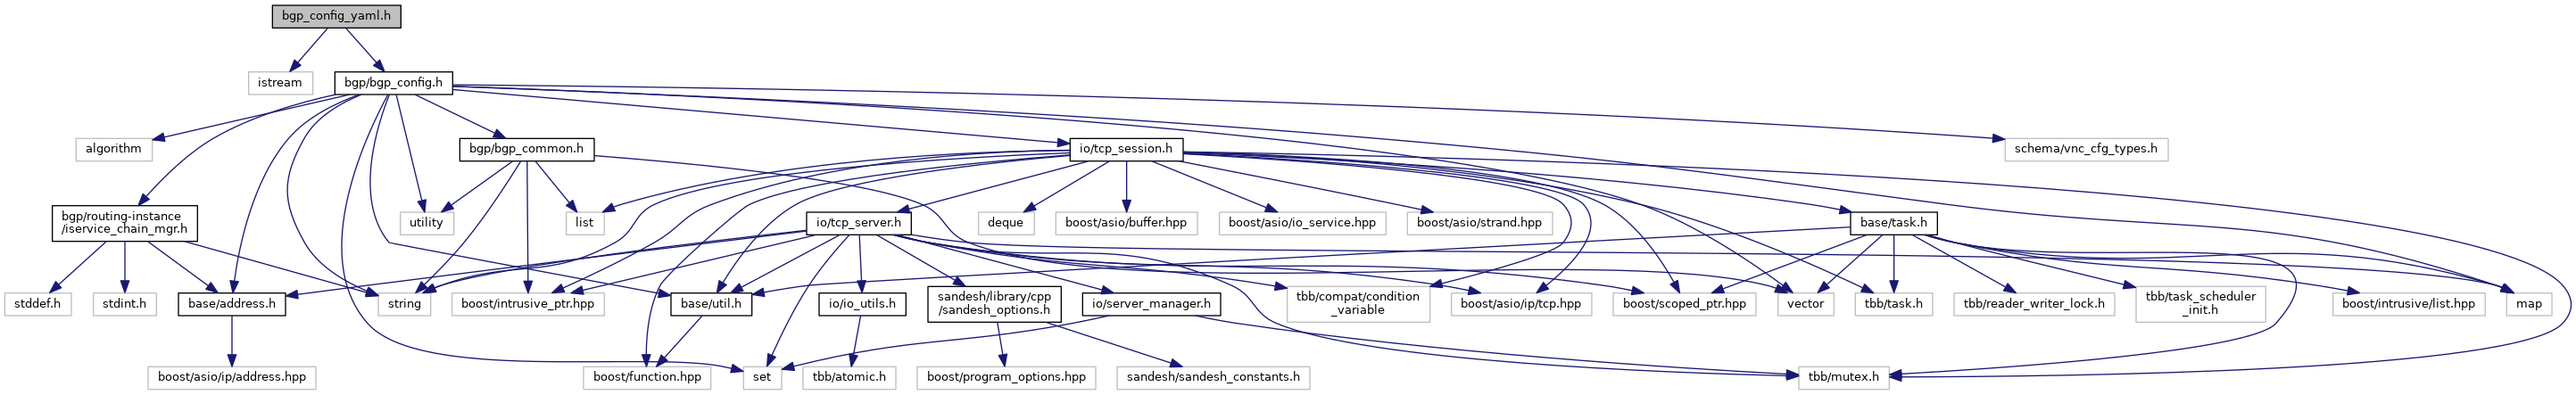 bgp_config_yaml.h
istream
bgp/bgp_config.h
algorithm
bgp/bgp_common.h
io/tcp_session.h
schema/vnc_cfg_types.h
bgp/routing-instance
/iservice_chain_mgr.h
utility
list
io/tcp_server.h
deque
boost/asio/buffer.hpp
boost/asio/io_service.hpp
boost/asio/strand.hpp
base/task.h
stddef.h
stdint.h
base/address.h
string
boost/intrusive_ptr.hpp
base/util.h
io/io_utils.h
sandesh/library/cpp
/sandesh_options.h
io/server_manager.h
tbb/compat/condition
_variable
boost/asio/ip/tcp.hpp
boost/scoped_ptr.hpp
vector
tbb/task.h
tbb/reader_writer_lock.h
tbb/task_scheduler
_init.h
boost/intrusive/list.hpp
map
boost/asio/ip/address.hpp
boost/function.hpp
set
tbb/atomic.h
boost/program_options.hpp
sandesh/sandesh_constants.h
tbb/mutex.h